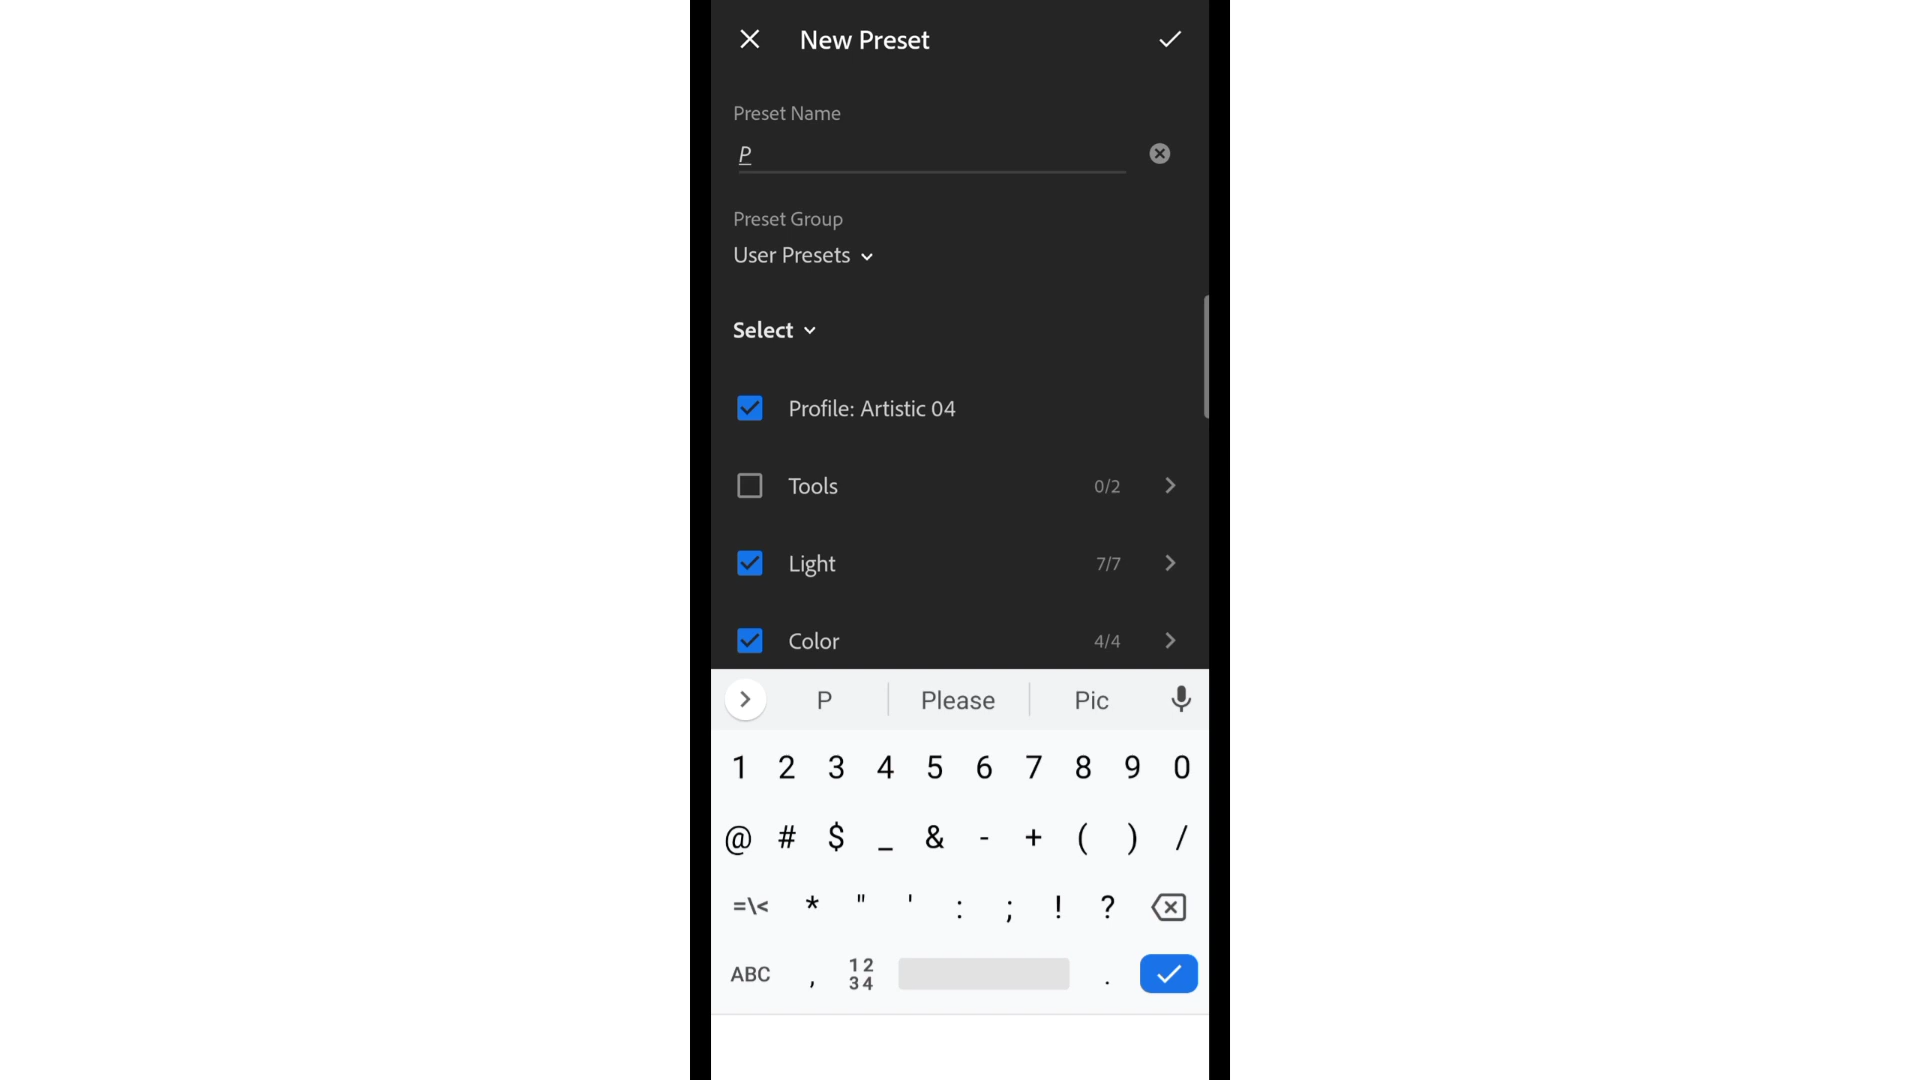 New Preset
Preset Name
P
Preset Group
User Presets
Select
Profile: Artistic 04
Tools 0/2
Light 7/7
Color 4/4
P Please Pic
1 2 3 4 5 6 7 8 9 0
@ # $ _ & - + ( ) /
=\< * " ' : ; ! ?
ABC , 12 34 .